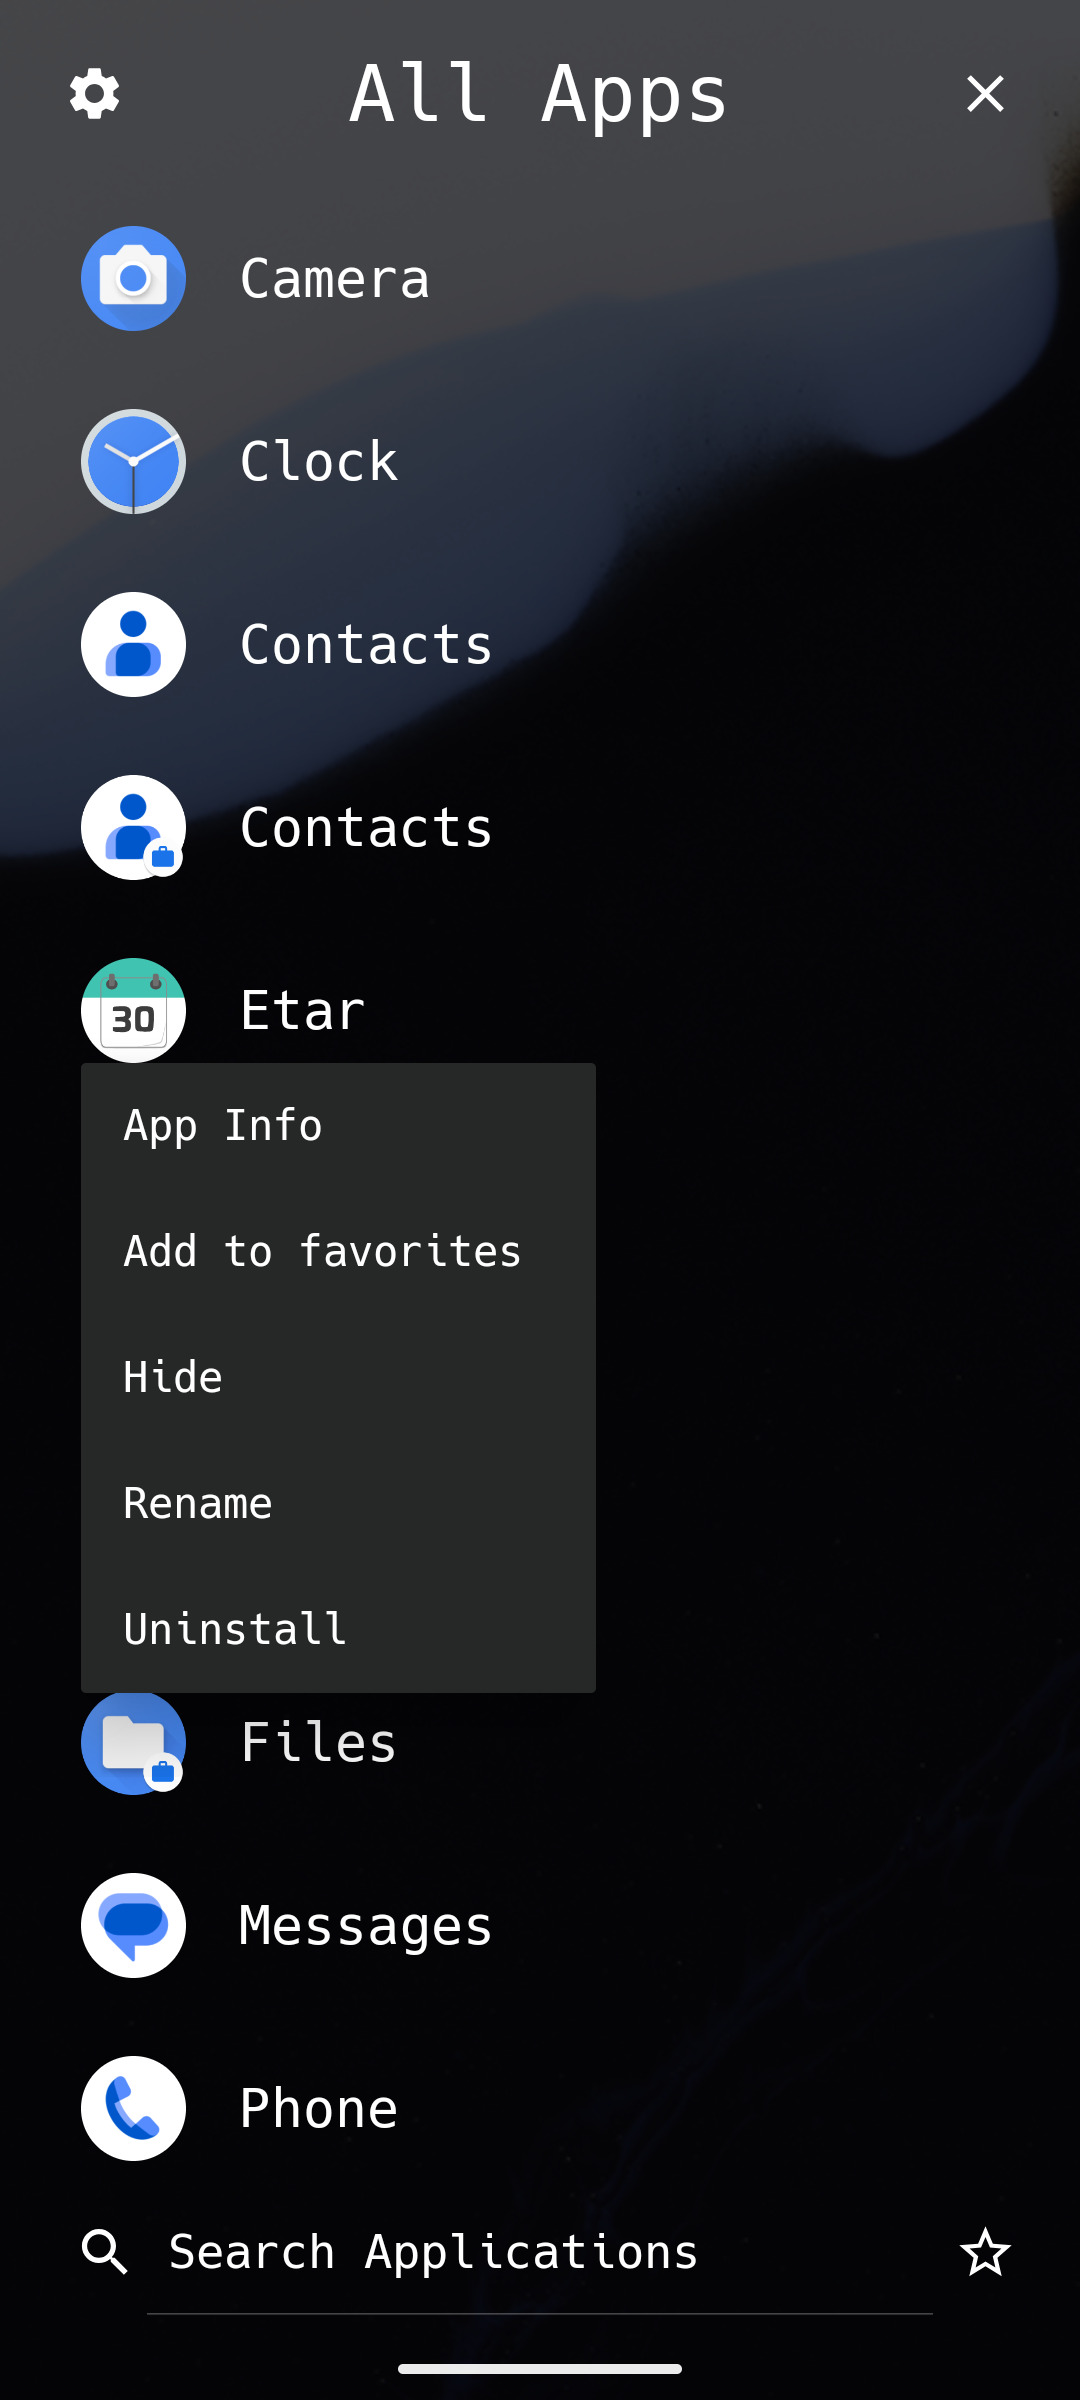 All Apps
Camera
Clock
Contacts
Contacts
30
Etar
App Info
Add to favorites
Hide
Rename
Uninstall
Files
Messages
Phone
Search Applications